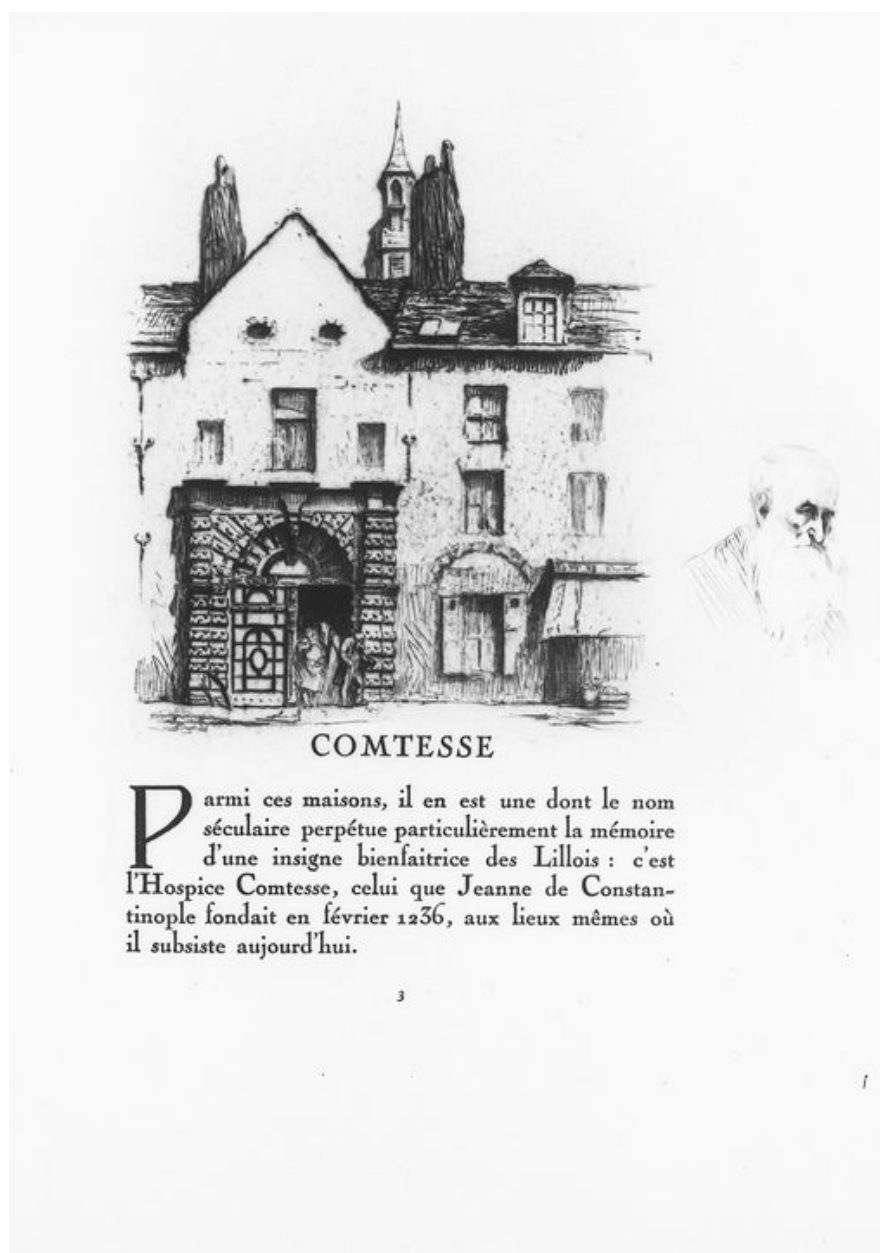 COMTESSE
Parmi ces maisons, il en est une dont le nom
séculaire perpétue particulièrement la mémoire
d'une insigne bienfaitrice des Lillois : c'est
l'Hospice Comtesse, celui que Jeanne de Constan-
tinople fondait en février 1236, aux lieux mêmes où
il subsiste aujourd'hui.
3